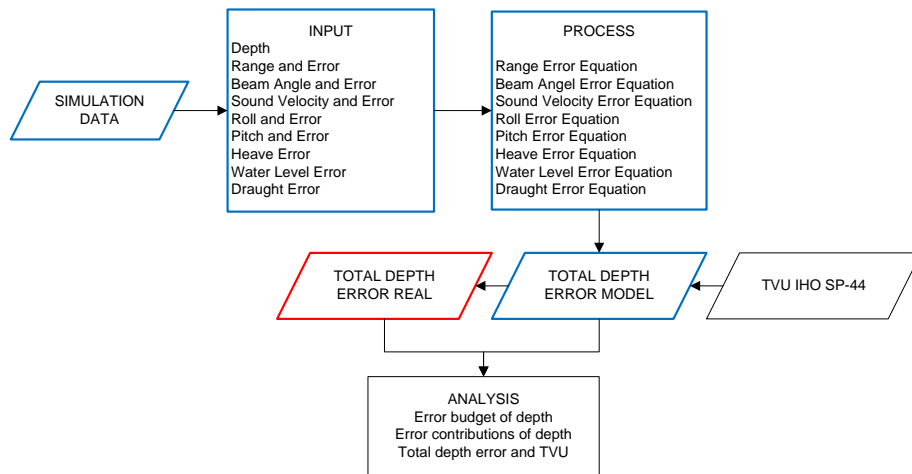 SIMULATION
DATA
INPUT
Depth
Range and Error
Beam Angle and Error
Sound Velocity and Error
Roll and Error
Pitch and Error
Heave Error
Water Level Error
Draught Error
PROCESS
Range Error Equation
Beam Angel Error Equation
Sound Velocity Error Equation
Roll Error Equation
Pitch Error Equation
Heave Error Equation
Water Level Error Equation
Draught Error Equation
TOTAL DEPTH
ERROR REAL
TOTAL DEPTH
ERROR MODEL
TVU IHO SP-44
ANALYSIS
Error budget of depth
Error contributions of depth
Total depth error and TVU